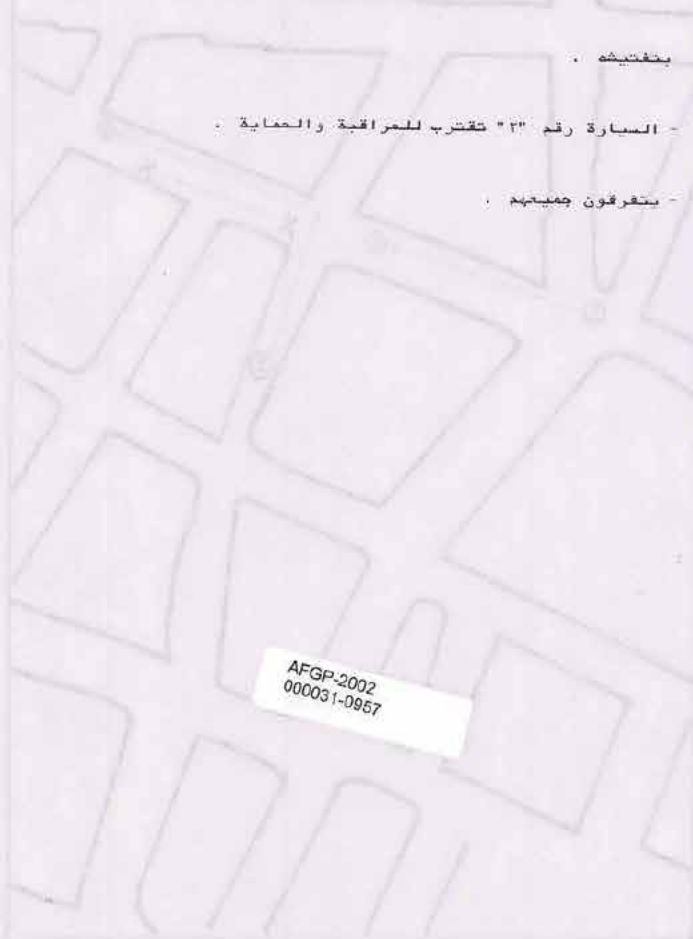 بتفتيشه .
- السيارة رقم "٢" تقترب للمراقبة والحماية .
- يتفرقون جميعهم .
AFGP-2002
000031-0957